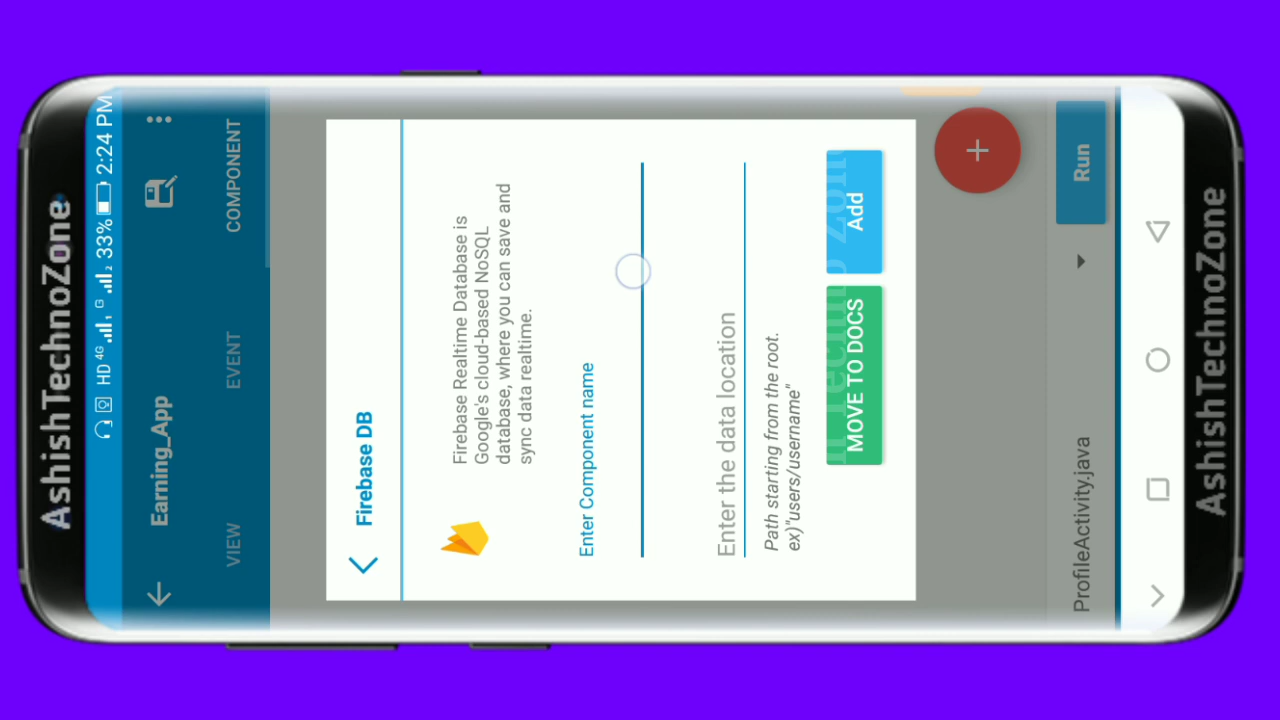 AshishTechnoZone
HD 4G G 2 33% 2:24 PM
Earning_App
VIEW EVENT COMPONENT
Firebase DB
Firebase Realtime Database is
Google's cloud-based NoSQL
database, where you can save and
sync data realtime.
Enter Component name
Enter the data location
Path starting from the root.
ex)"users/username"
MOVE TO DOCS Add
ProfileActivity.java Run
AshishTechnoZone